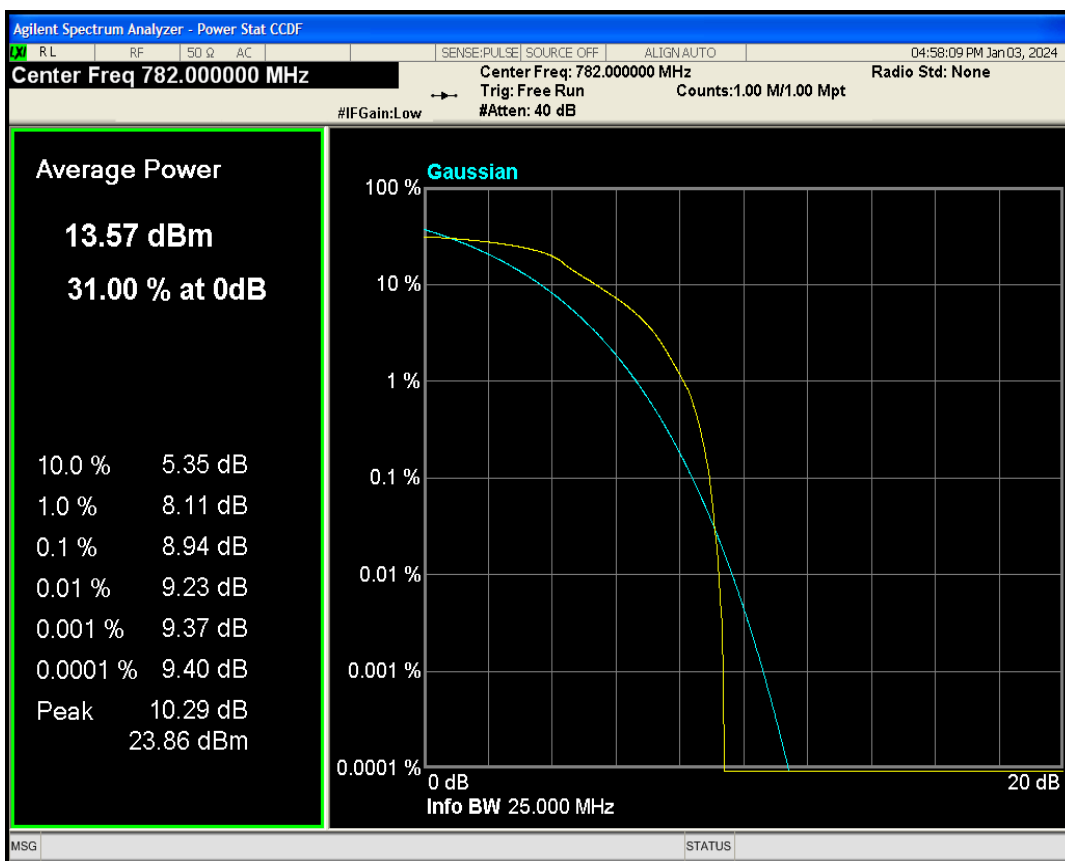 Agilent Spectrum Analyzer - Power Stat CCDF
LXI RL RF 50 Ω AC SENSE:PULSE SOURCE OFF ALIGN AUTO 04:58:09 PM Jan 03, 2024
Center Freq 782.000000 MHz Center Freq: 782.000000 MHz Radio Std: None
Trig: Free Run Counts:1.00 M/1.00 Mpt
#IFGain:Low #Atten: 40 dB
Average Power
13.57 dBm
31.00 % at 0dB
10.0 % 5.35 dB
1.0 % 8.11 dB
0.1 % 8.94 dB
0.01 % 9.23 dB
0.001 % 9.37 dB
0.0001 % 9.40 dB
Peak 10.29 dB
23.86 dBm
Gaussian
100 %
10 %
1 %
0.1 %
0.01 %
0.001 %
0.0001 %
0 dB 20 dB
Info BW 25.000 MHz
MSG STATUS